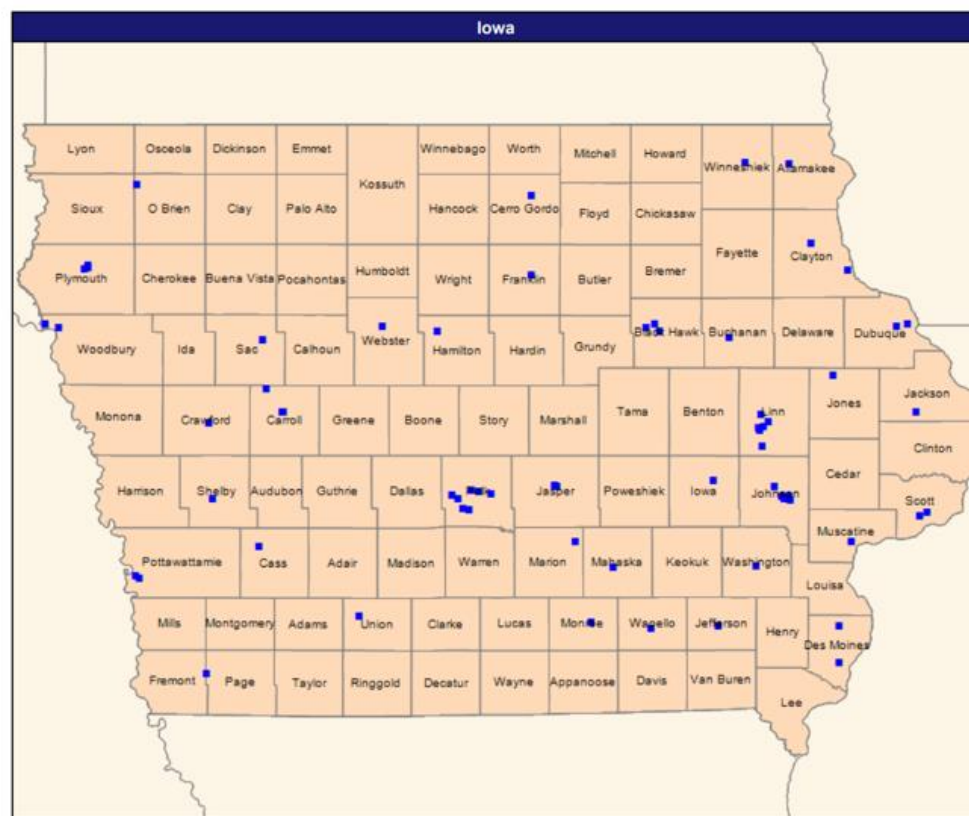 Iowa
Lyon Osceola Dickinson Emmet Winnebago Worth Mitchell Howard Winneshiek Allamakee
Kossuth
Sioux O Brien Clay Palo Alto Hancock Cerro Gordo Floyd Chickasaw
Fayette Clayton
Plymouth Cherokee Buena Vista Pocahontas Humboldt Wright Franklin Butler Bremer
Woodbury Ida Sac Calhoun Webster Hamilton Hardin Grundy Black Hawk Buchanan Delaware Dubuque
Jackson
Monona Crawford Carroll Greene Boone Story Marshall Tama Benton Linn Jones
Clinton
Harrison Shelby Audubon Guthrie Dallas Polk Jasper Poweshiek Iowa Johnson Cedar
Scott
Muscatine
Pottawattamie Cass Adair Madison Warren Marion Mahaska Keokuk Washington
Louisa
Mills Montgomery Adams Union Clarke Lucas Monroe Wapello Jefferson Henry Des Moines
Fremont Page Taylor Ringgold Decatur Wayne Appanoose Davis Van Buren
Lee